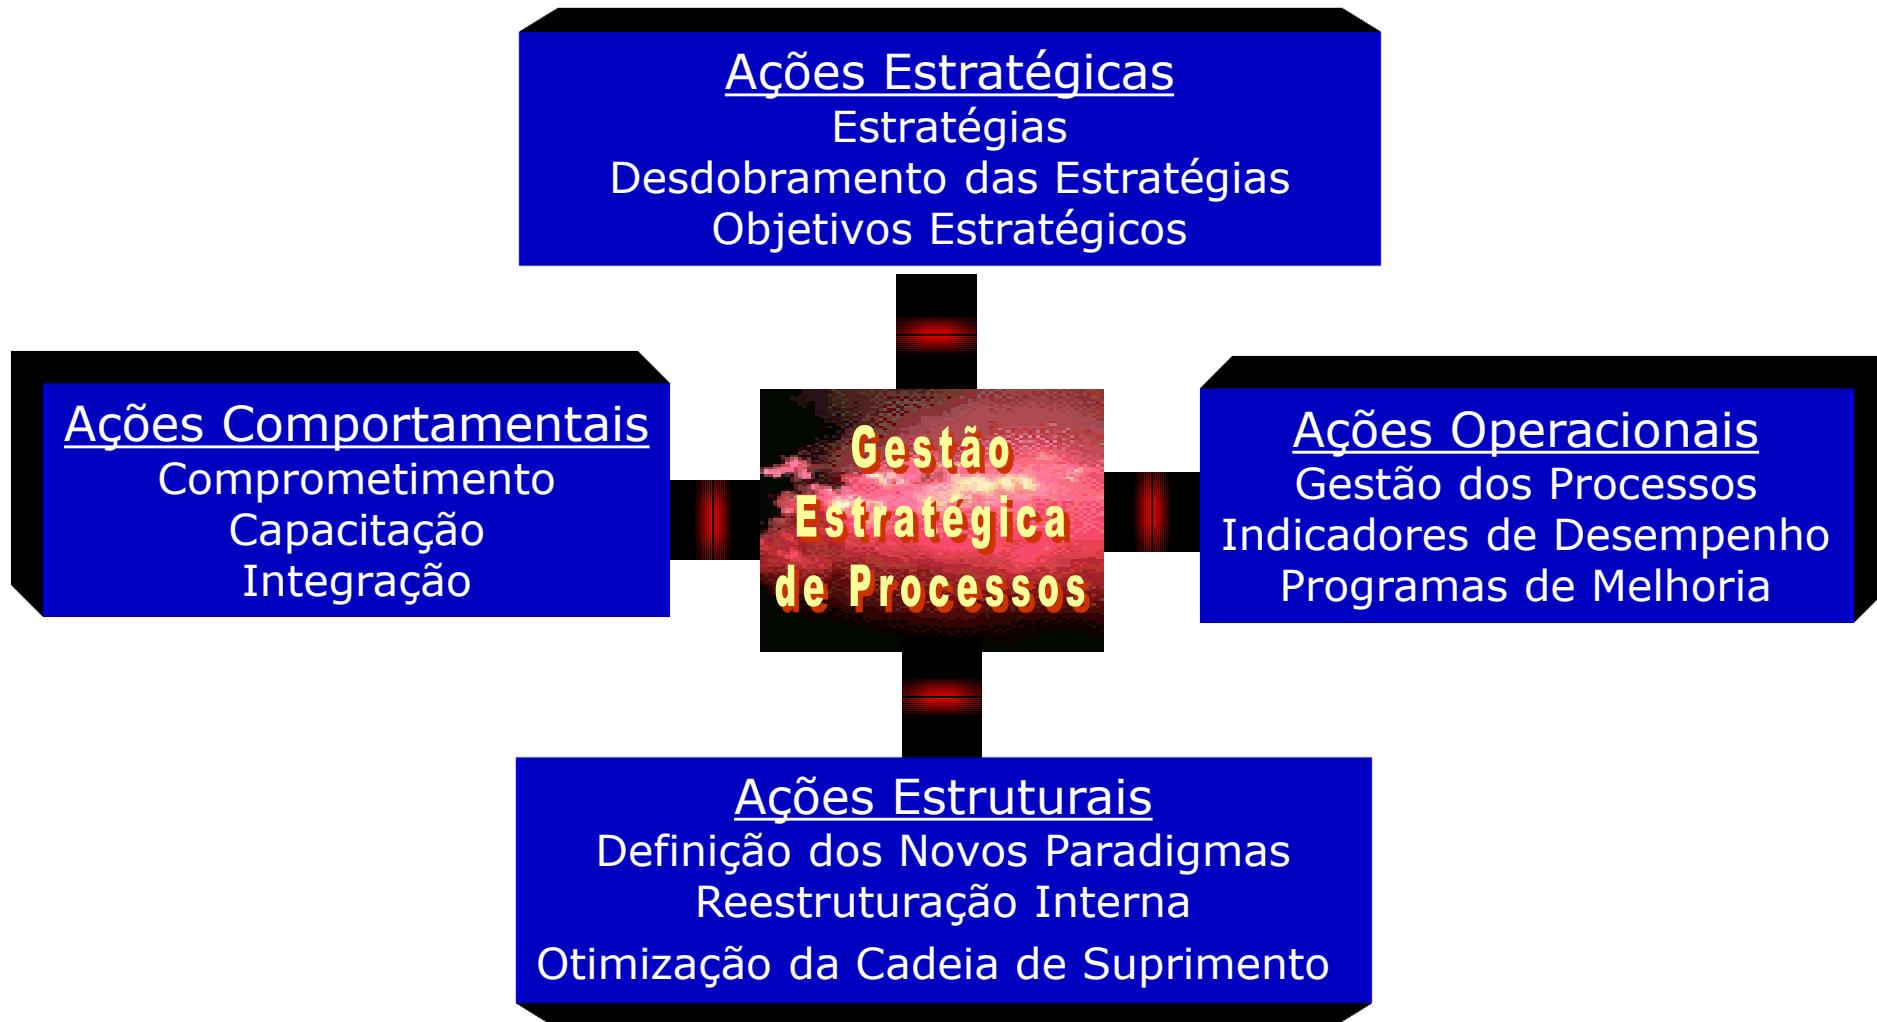 Ações Estratégicas
Estratégias
Desdobramento das Estratégias
Objetivos Estratégicos
Ações Comportamentais
Comprometimento
Capacitação
Integração
Gestão
Estratégica
de Processos
Ações Operacionais
Gestão dos Processos
Indicadores de Desempenho
Programas de Melhoria
Ações Estruturais
Definição dos Novos Paradigmas
Reestruturação Interna
Otimização da Cadeia de Suprimento